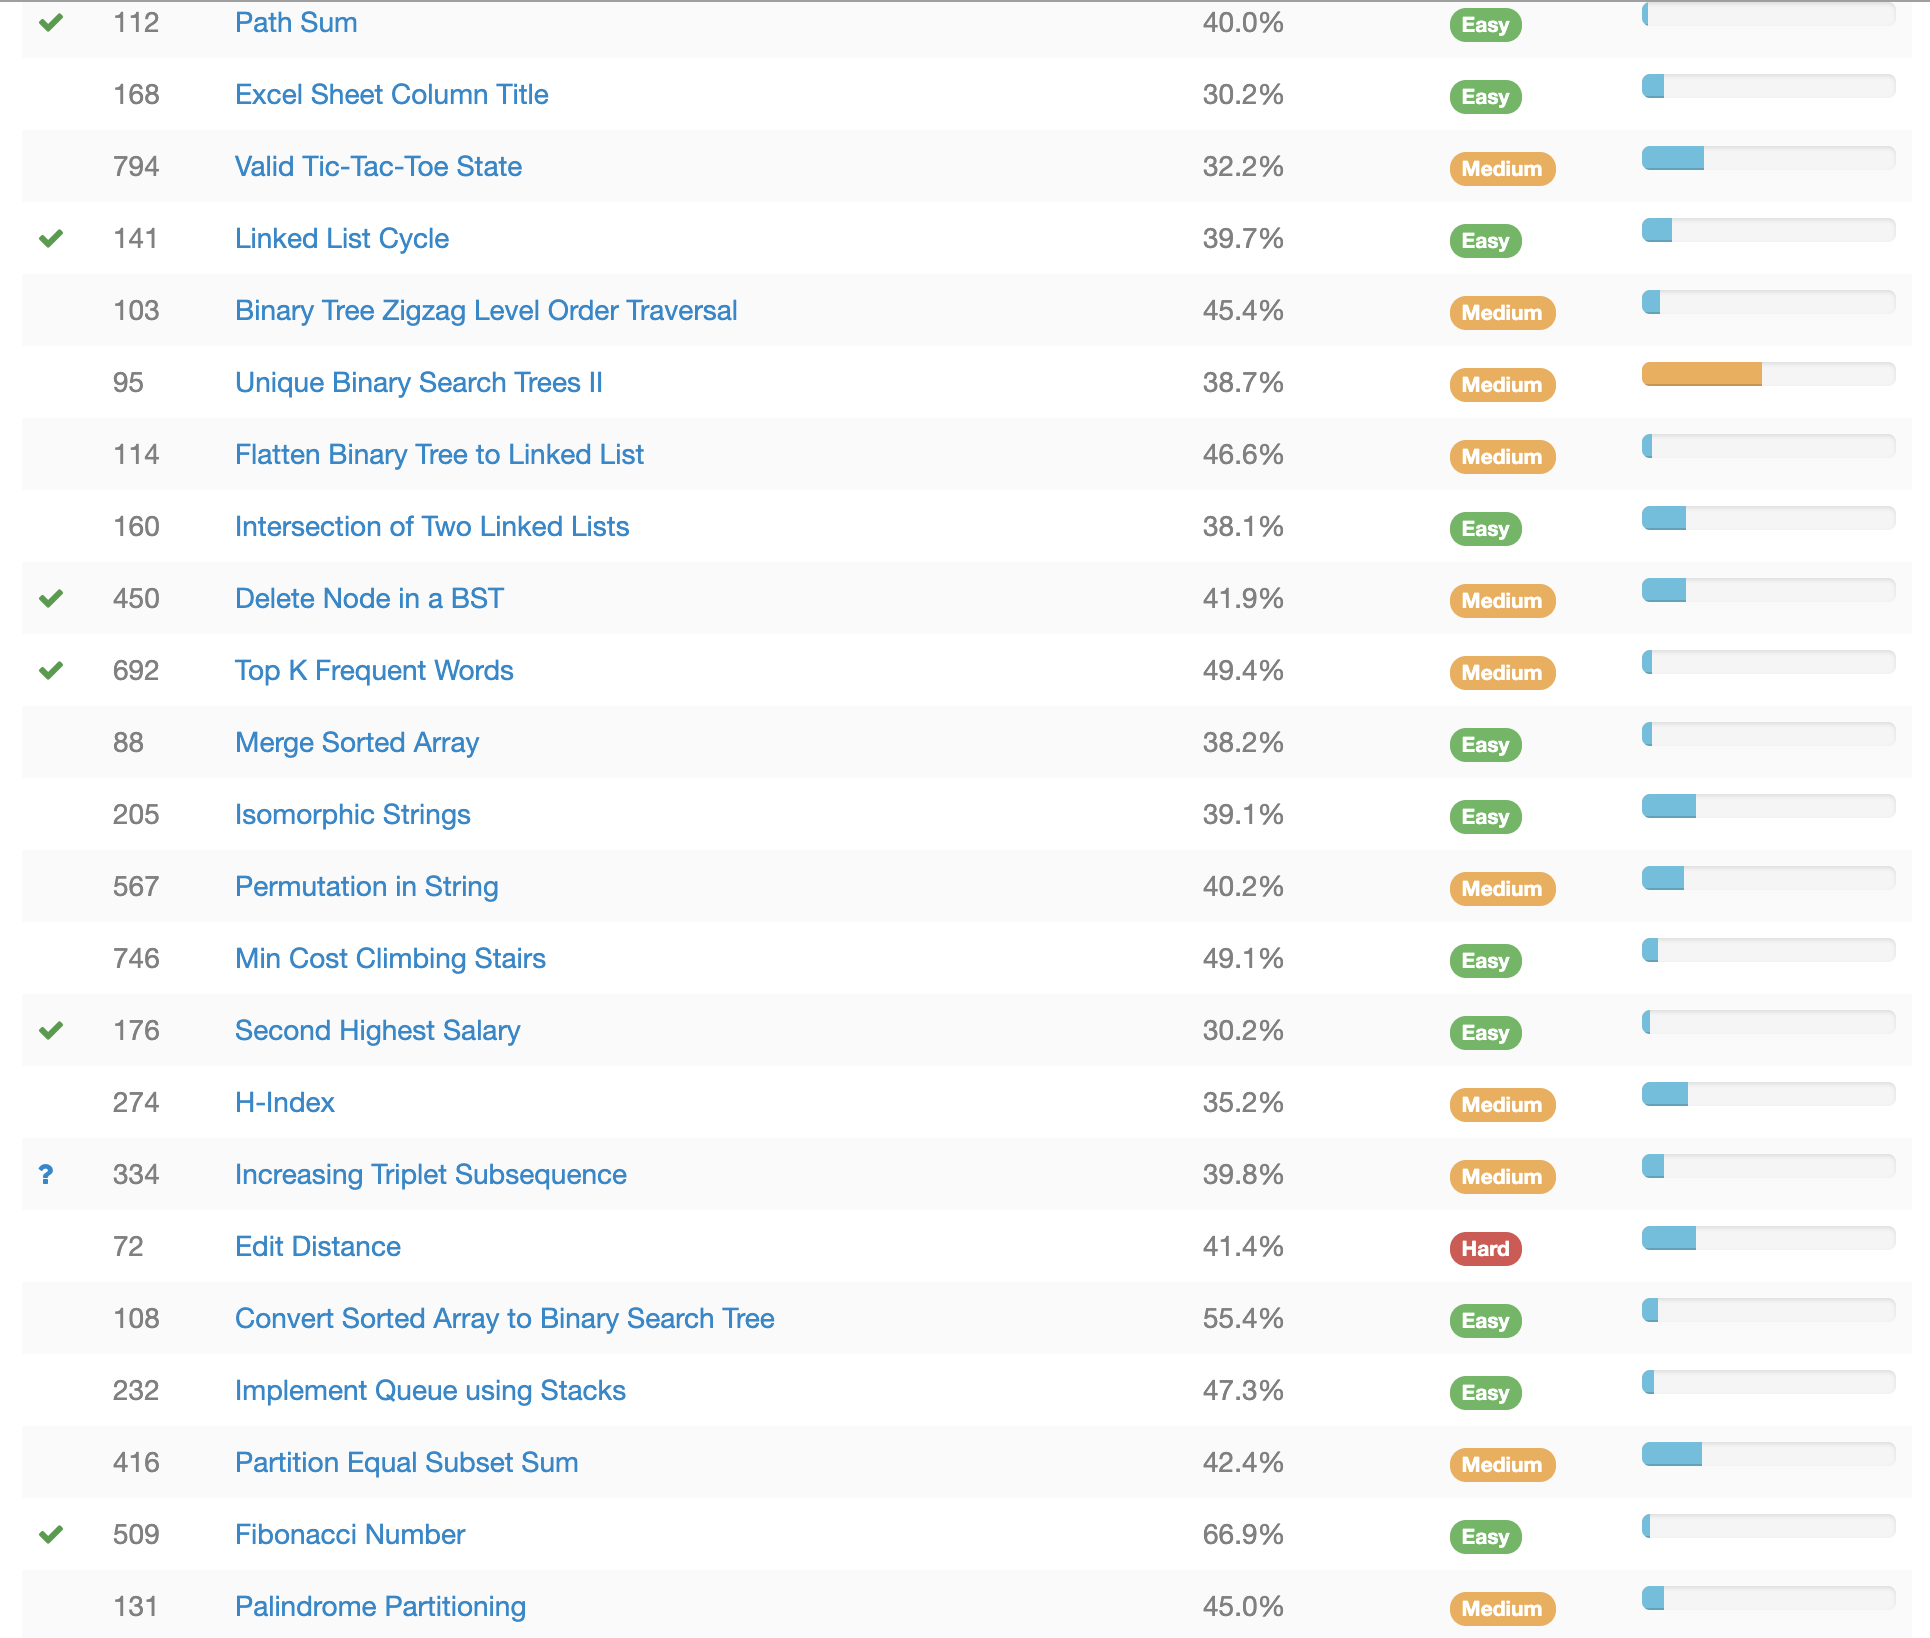 112 Path Sum 40.0% Easy
168 Excel Sheet Column Title 30.2% Easy
794 Valid Tic-Tac-Toe State 32.2% Medium
141 Linked List Cycle 39.7% Easy
103 Binary Tree Zigzag Level Order Traversal 45.4% Medium
95 Unique Binary Search Trees II 38.7% Medium
114 Flatten Binary Tree to Linked List 46.6% Medium
160 Intersection of Two Linked Lists 38.1% Easy
450 Delete Node in a BST 41.9% Medium
692 Top K Frequent Words 49.4% Medium
88 Merge Sorted Array 38.2% Easy
205 Isomorphic Strings 39.1% Easy
567 Permutation in String 40.2% Medium
746 Min Cost Climbing Stairs 49.1% Easy
176 Second Highest Salary 30.2% Easy
274 H-Index 35.2% Medium
? 334 Increasing Triplet Subsequence 39.8% Medium
72 Edit Distance 41.4% Hard
108 Convert Sorted Array to Binary Search Tree 55.4% Easy
232 Implement Queue using Stacks 47.3% Easy
416 Partition Equal Subset Sum 42.4% Medium
509 Fibonacci Number 66.9% Easy
131 Palindrome Partitioning 45.0% Medium